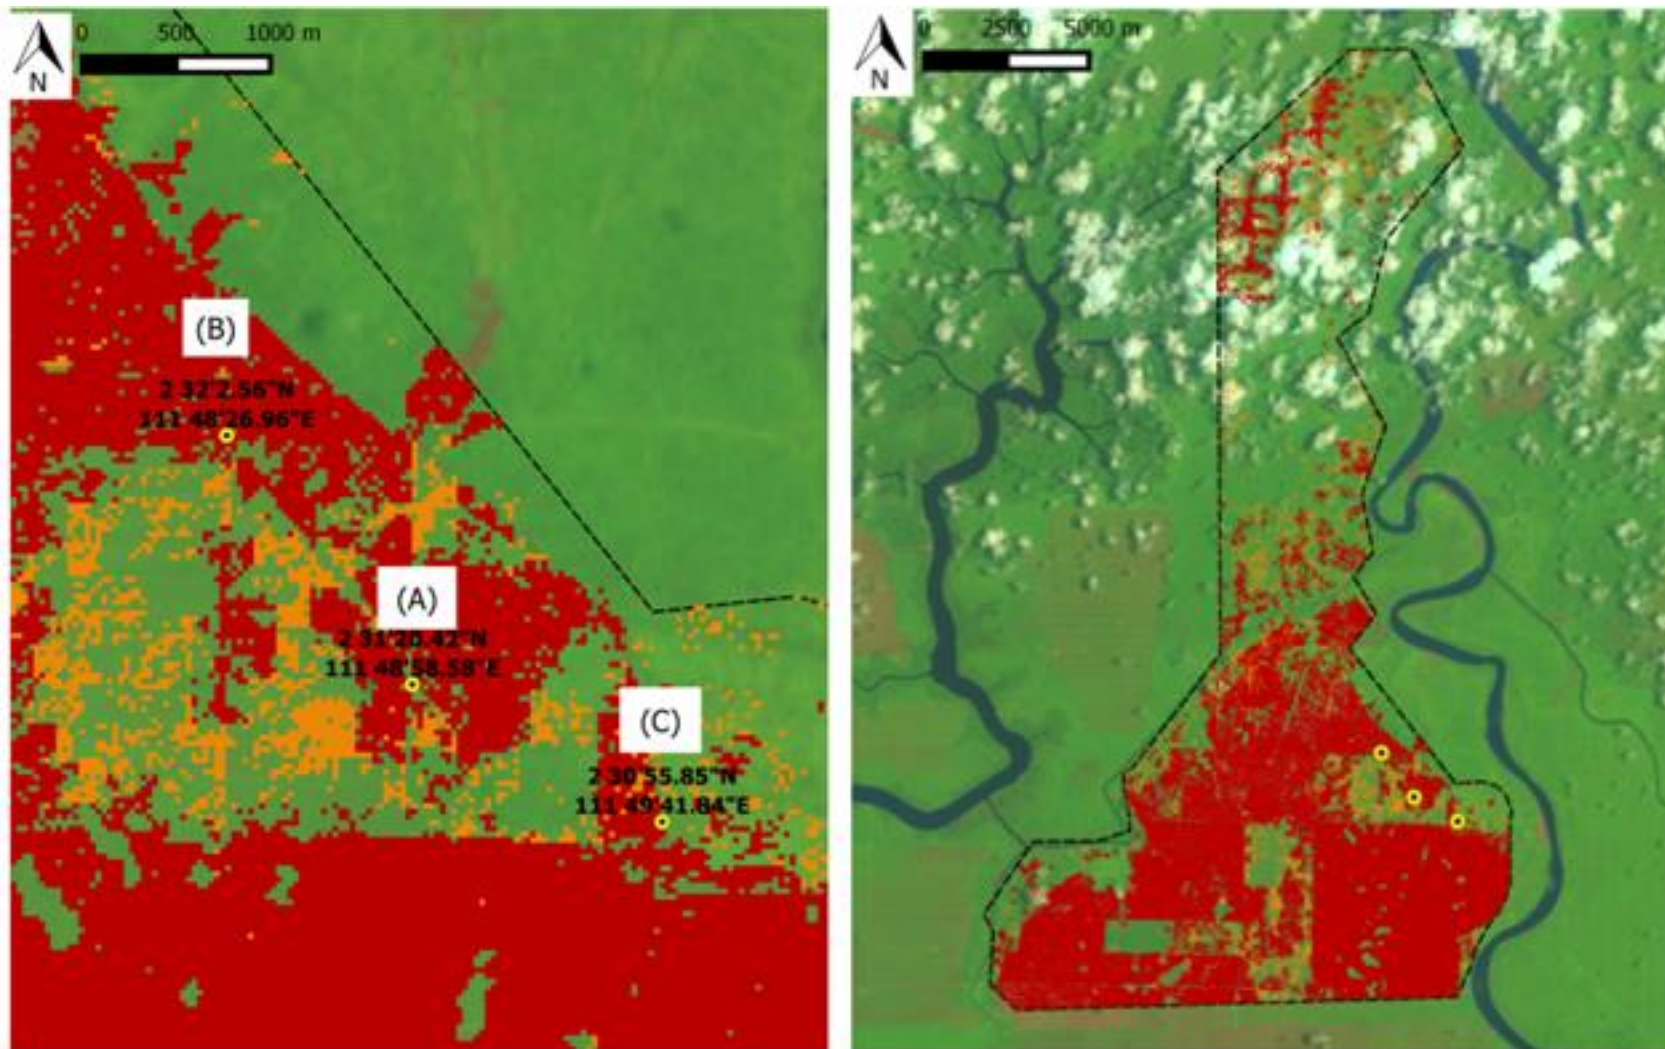 0 500 1000 m
N
(B)
2 32'2.56"N
111 48'26.96"E
(A)
2 31'20.42"N
111 48'58.58"E
(C)
2 30'55.85"N
111 49'41.84"E
0 2500 5000 m
N